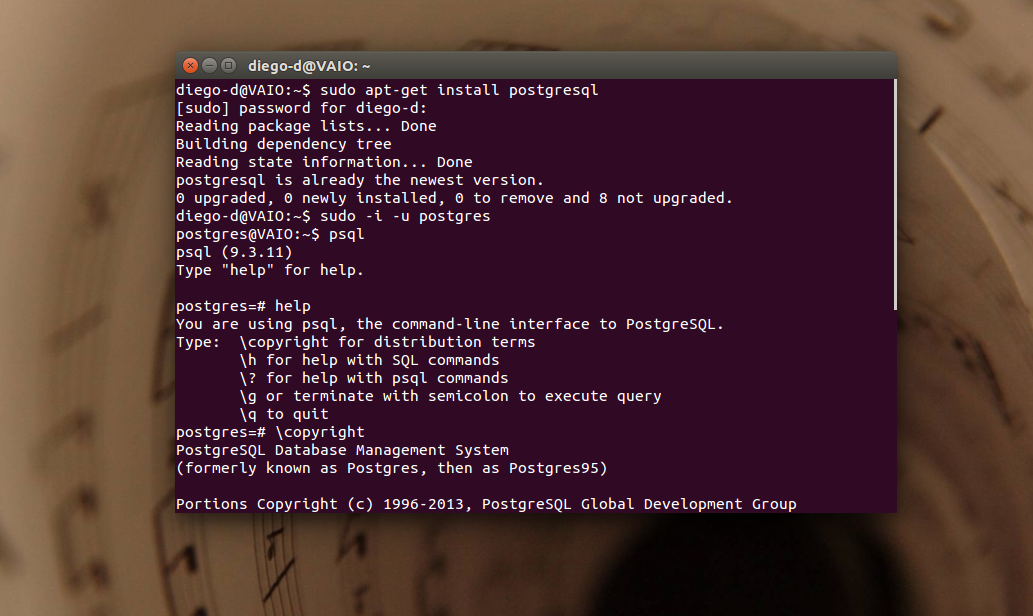 diego-d@VAIO: ~
diego-d@VAIO:~$ sudo apt-get install postgresql
[sudo] password for diego-d:
Reading package lists... Done
Building dependency tree
Reading state information... Done
postgresql is already the newest version.
0 upgraded, 0 newly installed, 0 to remove and 8 not upgraded.
diego-d@VAIO:~$ sudo -i -u postgres
postgres@VAIO:~$ psql
psql (9.3.11)
Type "help" for help.

postgres=# help
You are using psql, the command-line interface to PostgreSQL.
Type:  \copyright for distribution terms
       \h for help with SQL commands
       \? for help with psql commands
       \g or terminate with semicolon to execute query
       \q to quit
postgres=# \copyright
PostgreSQL Database Management System
(formerly known as Postgres, then as Postgres95)

Portions Copyright (c) 1996-2013, PostgreSQL Global Development Group